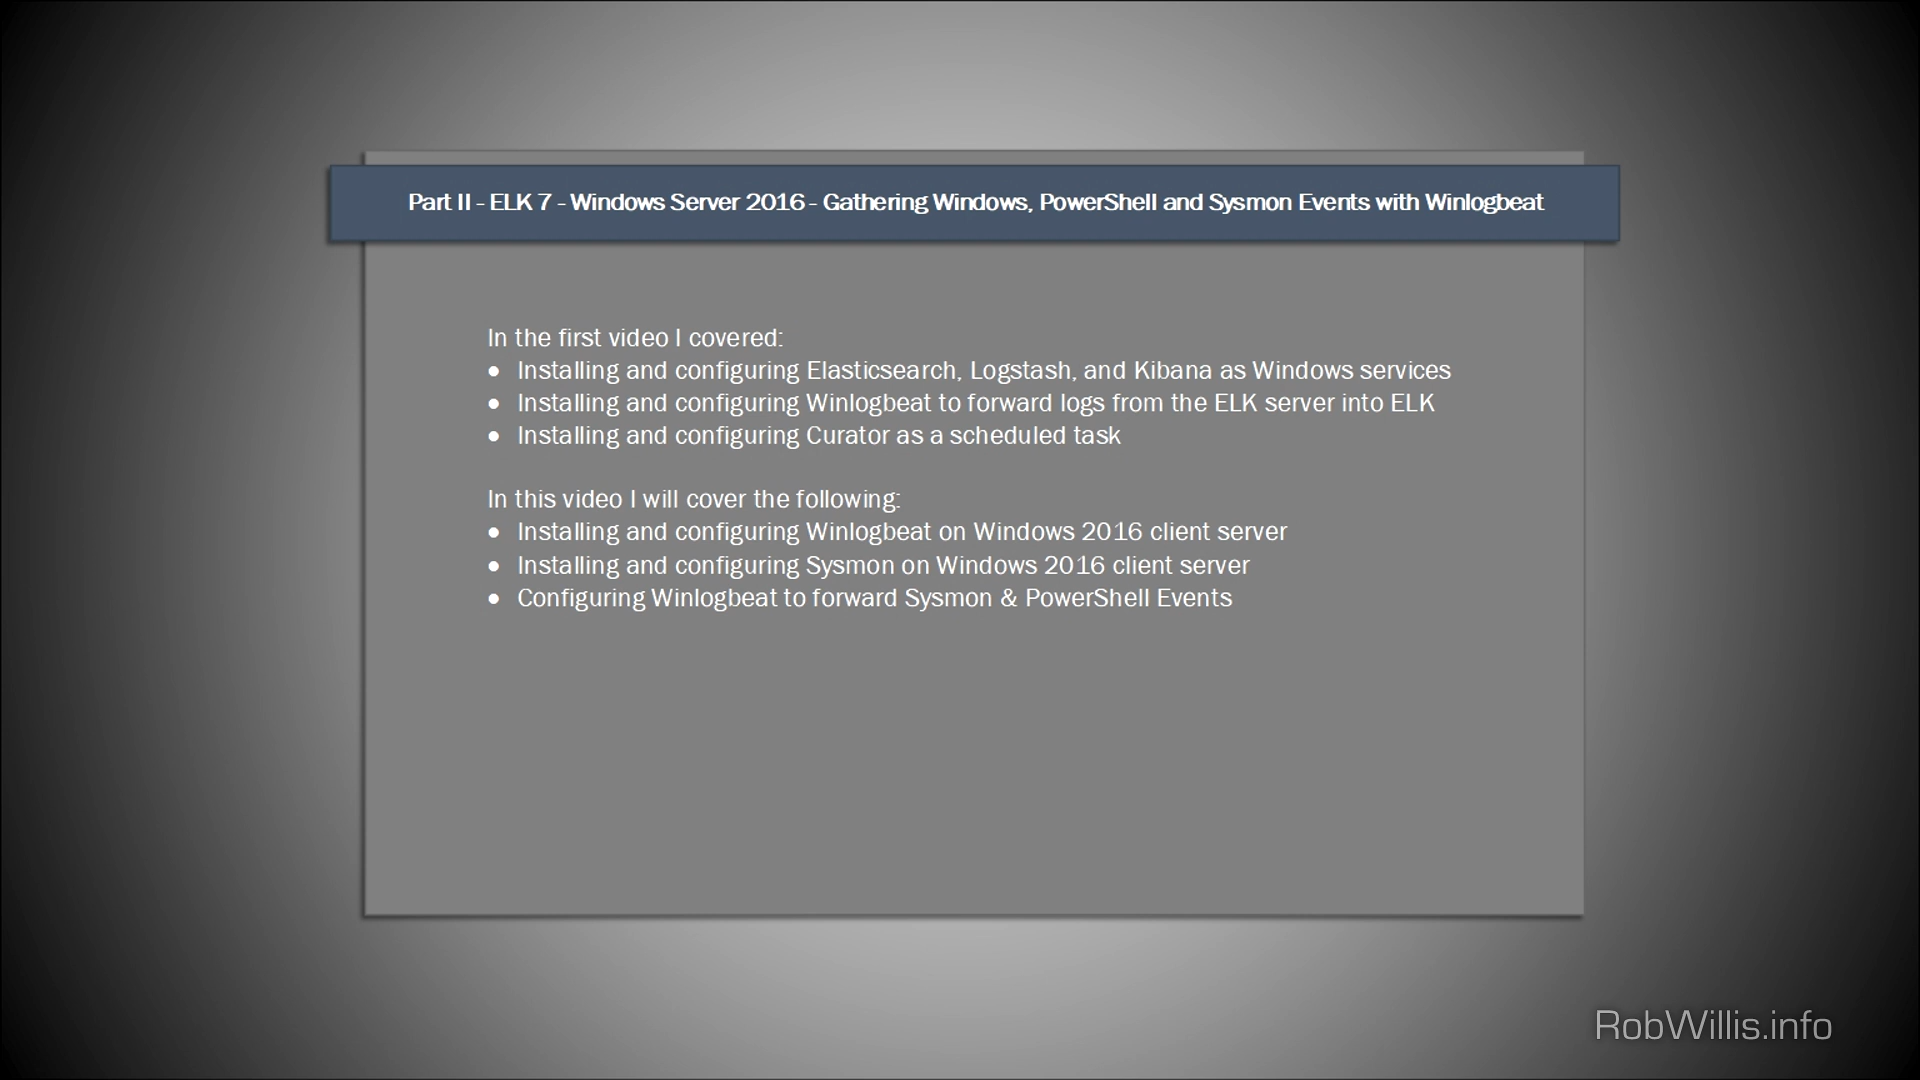 Part II - ELK 7 - Windows Server 2016 - Gathering Windows, PowerShell and Sysmon Events with Winlogbeat
In the first video I covered:
● Installing and configuring Elasticsearch, Logstash, and Kibana as Windows services
● Installing and configuring Winlogbeat to forward logs from the ELK server into ELK
● Installing and configuring Curator as a scheduled task
In this video I will cover the following:
● Installing and configuring Winlogbeat on Windows 2016 client server
● Installing and configuring Sysmon on Windows 2016 client server
● Configuring Winlogbeat to forward Sysmon & PowerShell Events
RobWillis.info